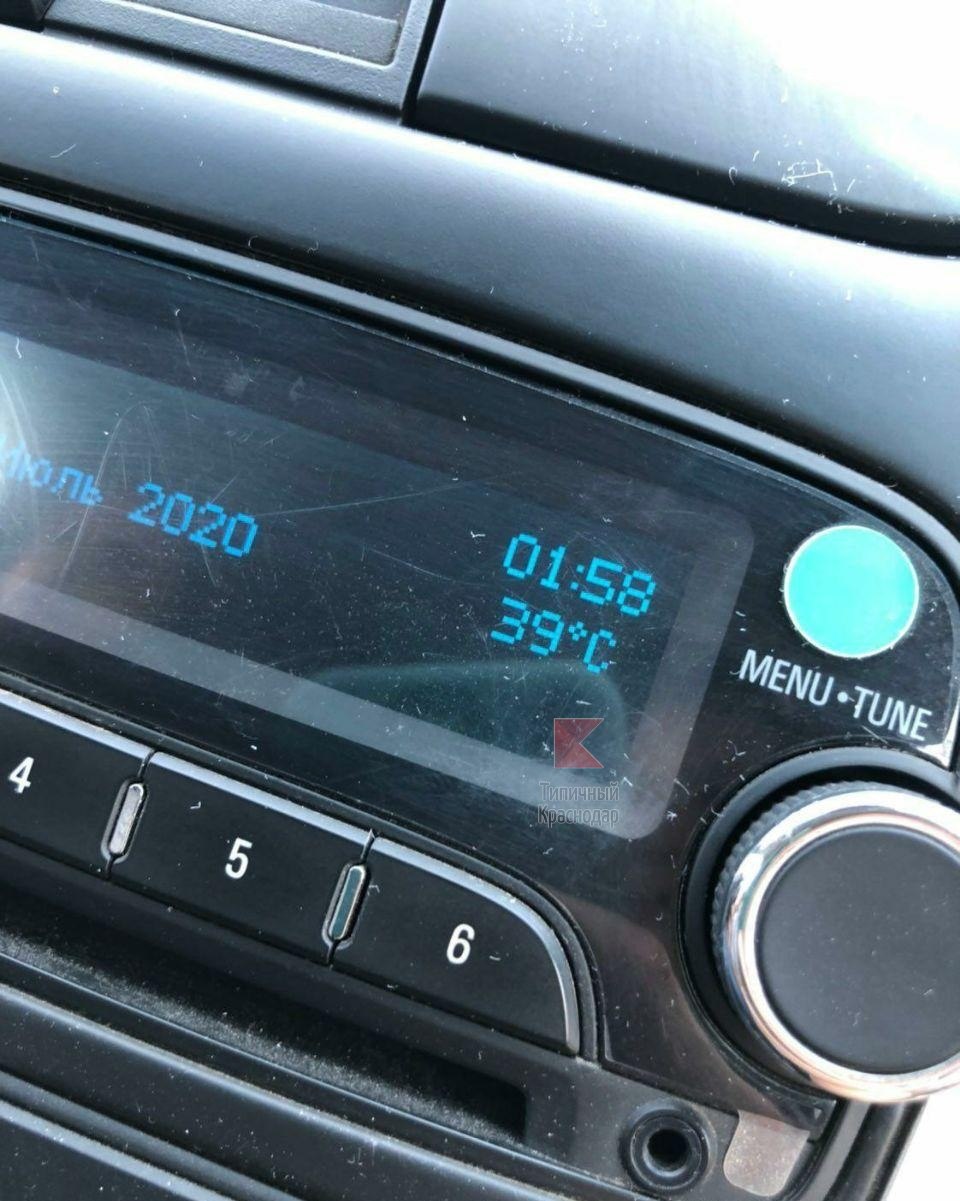 Июль 2020
01:58
39°C
MENU•TUNE
4
5
6
Типичный
Краснодар